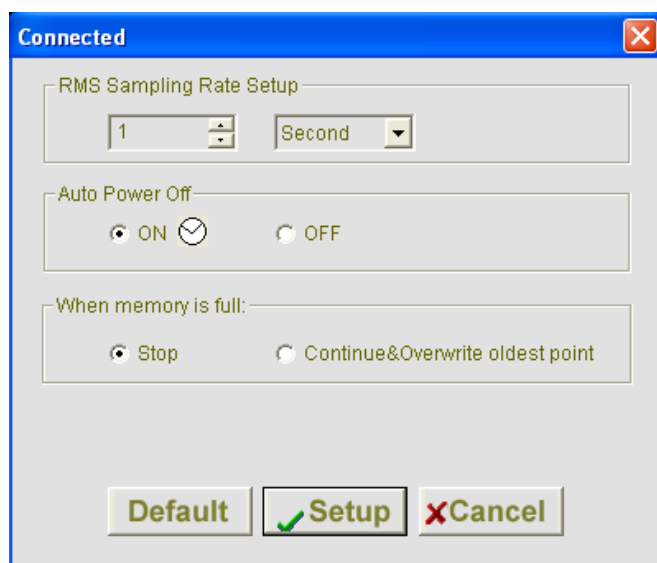 Connected
RMS Sampling Rate Setup
1 Second
Auto Power Off
ON OFF
When memory is full:
Stop Continue&Overwrite oldest point
Default Setup Cancel